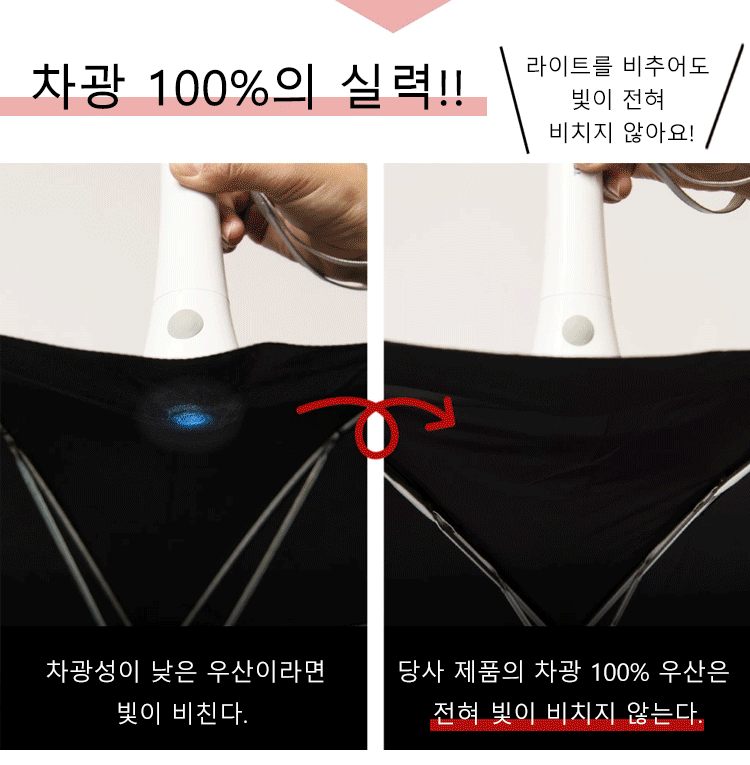 차광 100%의 실력!!
라이트를 비추어도
빛이 전혀
비치지 않아요!
차광성이 낮은 우산이라면
빛이 비친다.
당사 제품의 차광 100% 우산은
전혀 빛이 비치지 않는다.